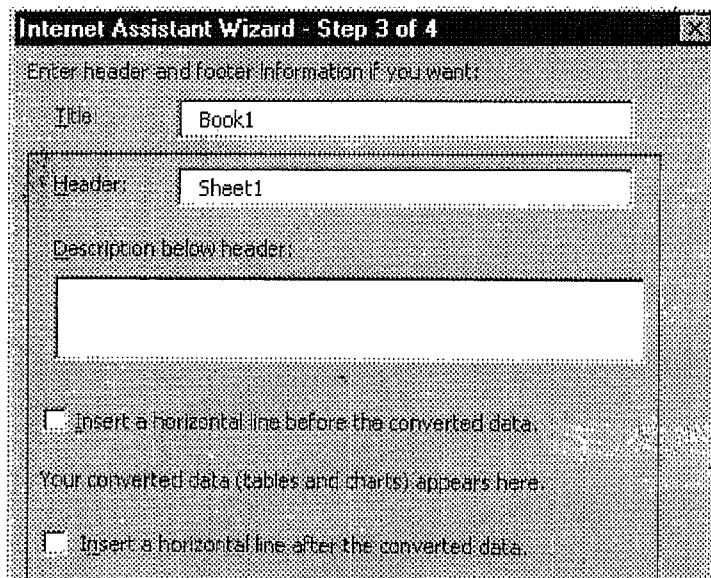 Internet Assistant Wizard - Step 3 of 4
Enter header and footer information if you want:
Title: Book1
Header: Sheet1
Description below header:
Insert a horizontal line before the converted data.
Your converted data (tables and charts) appears here.
Insert a horizontal line after the converted data.